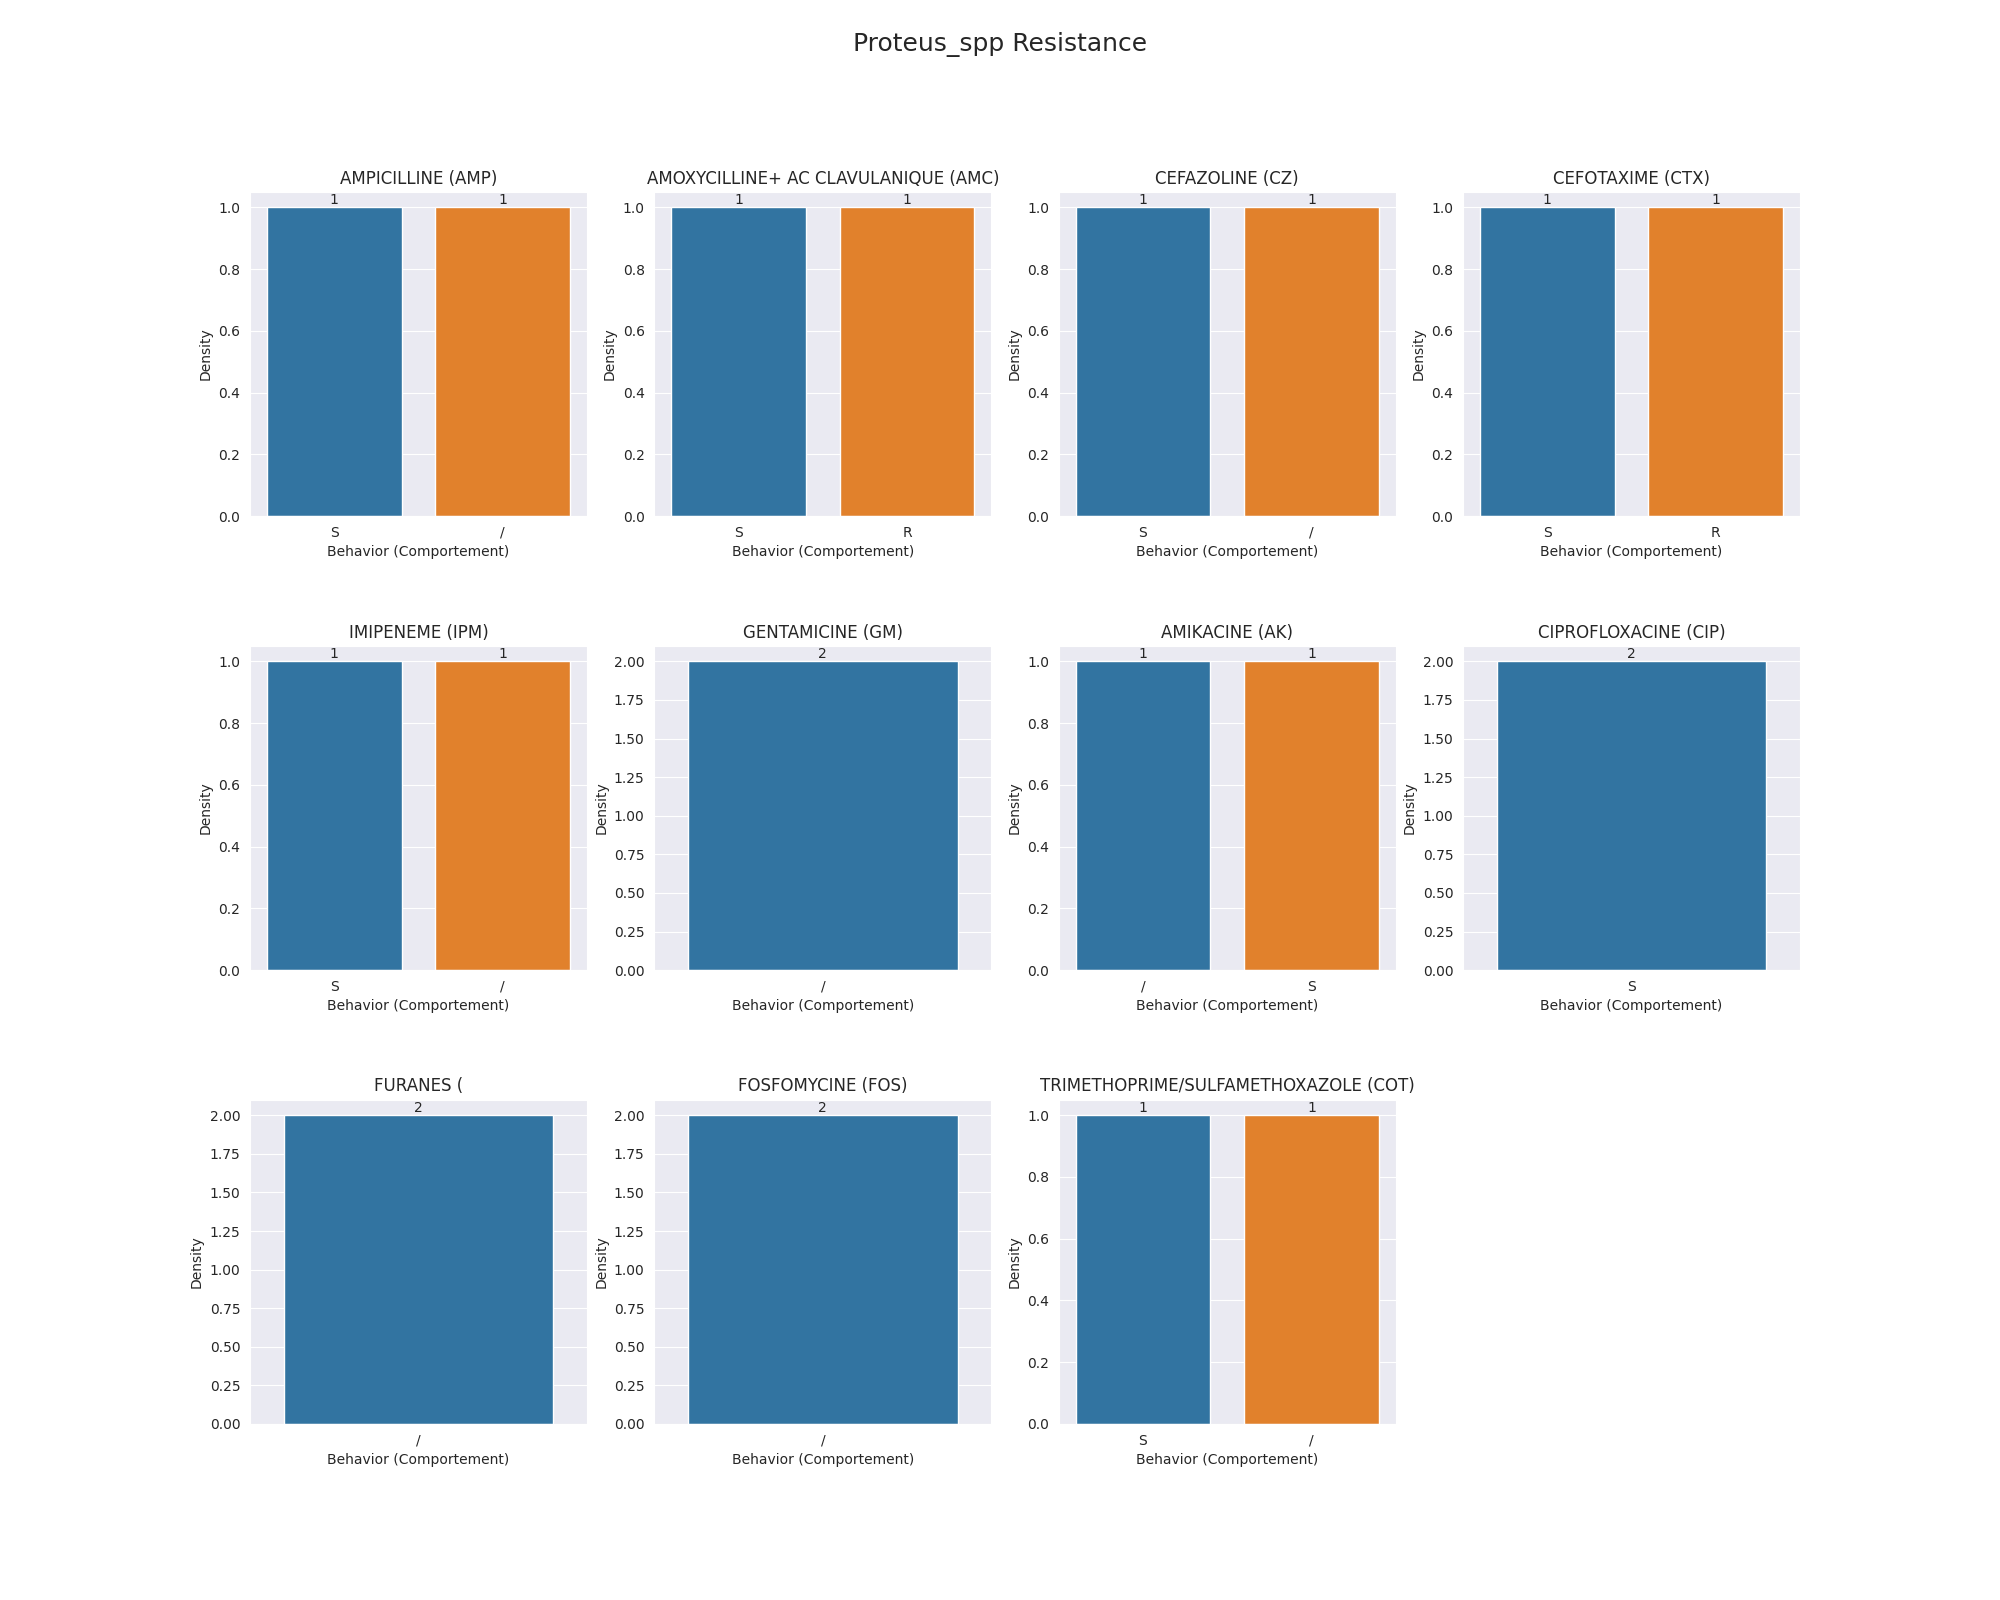 Proteus_spp Resistance
AMPICILLINE (AMP)
1 1
1.0
0.8
0.6
0.4
0.2
0.0
Density
S /
Behavior (Comportement)
AMOXYCILLINE+ AC CLAVULANIQUE (AMC)
1 1
1.0
0.8
0.6
0.4
0.2
0.0
Density
S R
Behavior (Comportement)
CEFAZOLINE (CZ)
1 1
1.0
0.8
0.6
0.4
0.2
0.0
Density
S /
Behavior (Comportement)
CEFOTAXIME (CTX)
1 1
1.0
0.8
0.6
0.4
0.2
0.0
Density
S R
Behavior (Comportement)
IMIPENEME (IPM)
1 1
1.0
0.8
0.6
0.4
0.2
0.0
Density
S /
Behavior (Comportement)
GENTAMICINE (GM)
2
2.00
1.75
1.50
1.25
1.00
0.75
0.50
0.25
0.00
Density
/
Behavior (Comportement)
AMIKACINE (AK)
1 1
1.0
0.8
0.6
0.4
0.2
0.0
Density
/ S
Behavior (Comportement)
CIPROFLOXACINE (CIP)
2
2.00
1.75
1.50
1.25
1.00
0.75
0.50
0.25
0.00
Density
S
Behavior (Comportement)
FURANES (
2
2.00
1.75
1.50
1.25
1.00
0.75
0.50
0.25
0.00
Density
/
Behavior (Comportement)
FOSFOMYCINE (FOS)
2
2.00
1.75
1.50
1.25
1.00
0.75
0.50
0.25
0.00
Density
/
Behavior (Comportement)
TRIMETHOPRIME/SULFAMETHOXAZOLE (COT)
1 1
1.0
0.8
0.6
0.4
0.2
0.0
Density
S /
Behavior (Comportement)